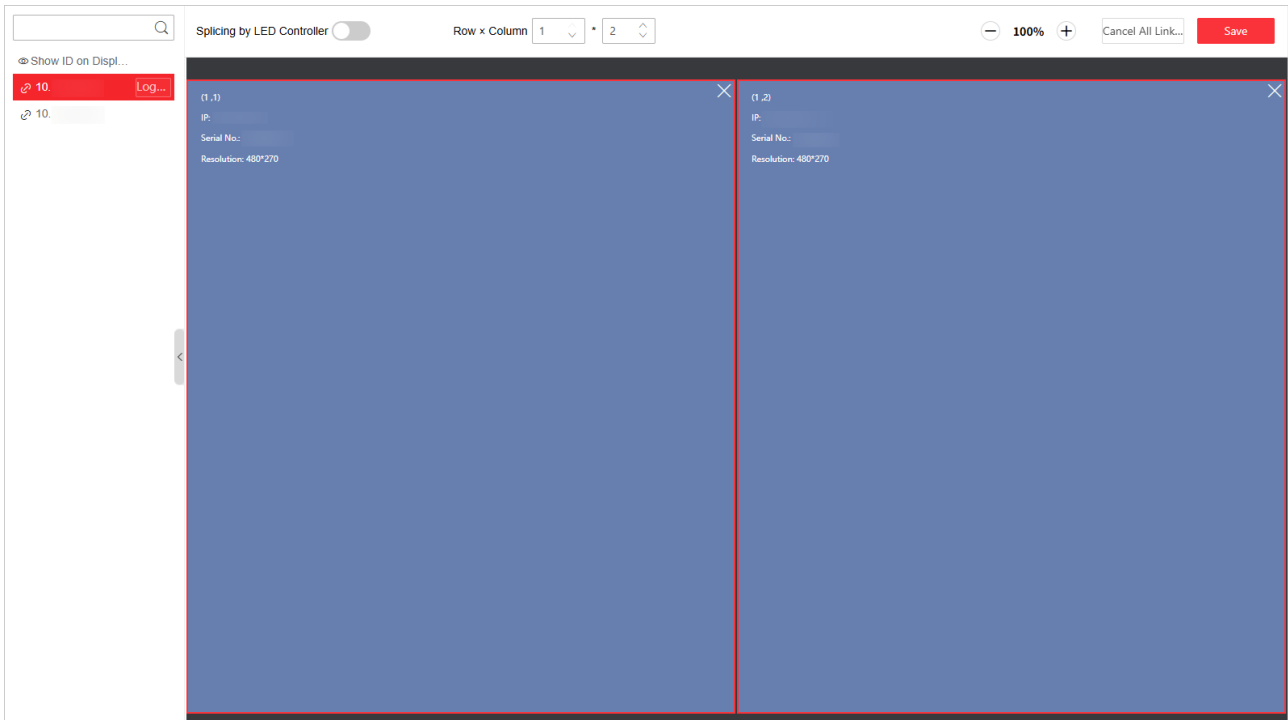 Splicing by LED Controller Row × Column 1 * 2 100% Cancel All Link... Save
Show ID on Displ...
10. Log...
10.
(1 ,1)
IP:
Serial No.:
Resolution: 480*270
(1 ,2)
IP:
Serial No.:
Resolution: 480*270